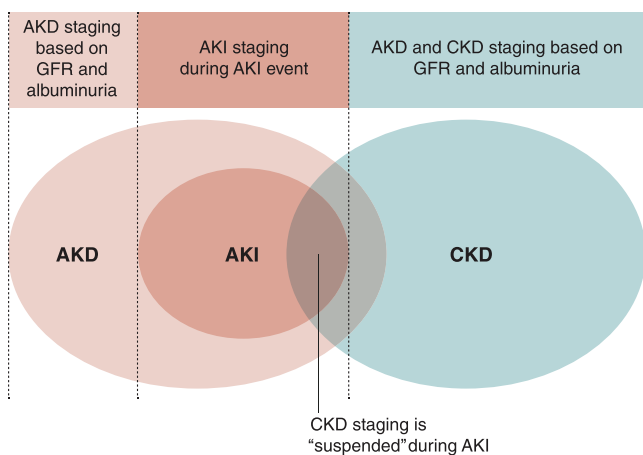 AKD staging
based on
GFR and
albuminuria
AKI staging
during AKI event
AKD and CKD staging based on
GFR and albuminuria
AKD
AKI
CKD
CKD staging is
“suspended” during AKI